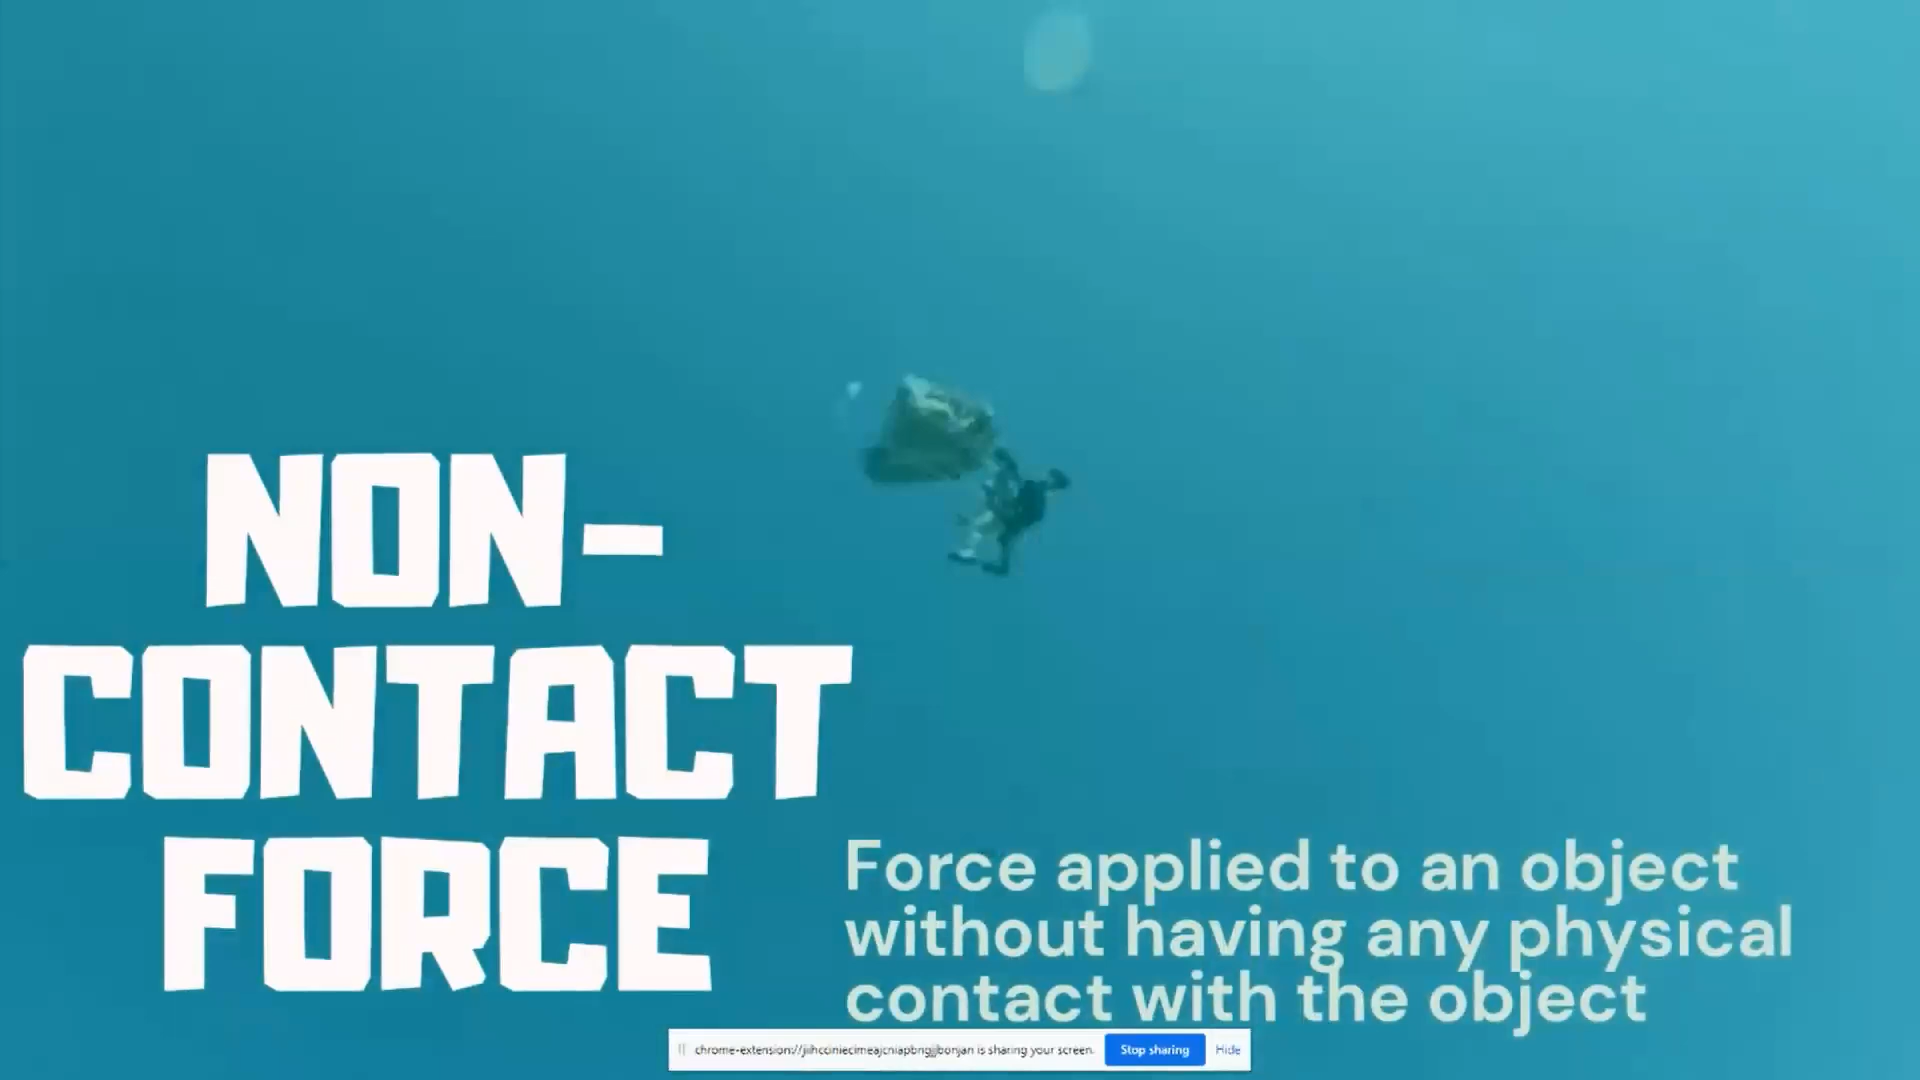 NON-
CONTACT
FORCE
Force applied to an object
without having any physical
contact with the object
is sharing your screen.
Stop sharing
Hide